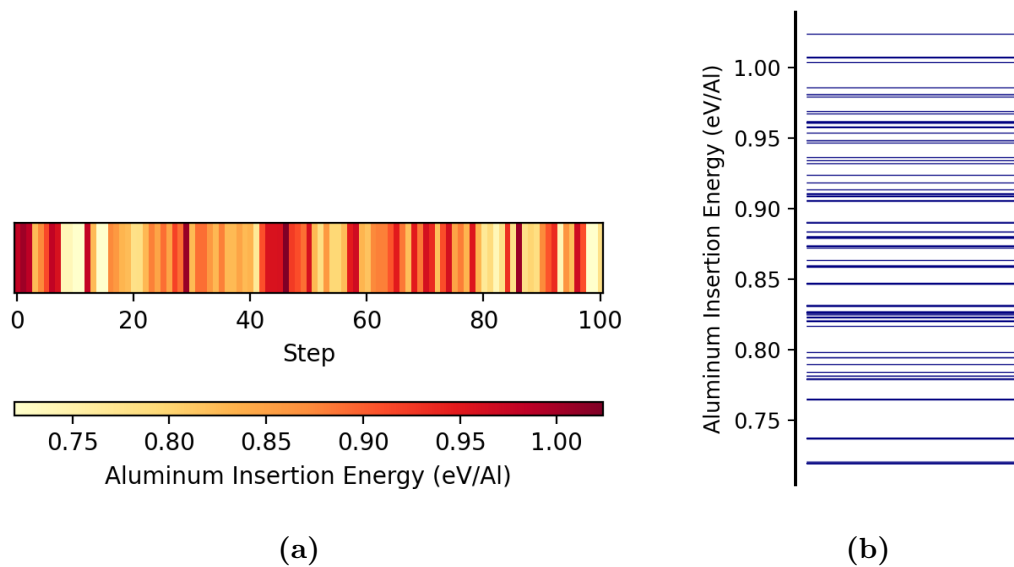 0 20 40 60 80 100
Step
0.75 0.80 0.85 0.90 0.95 1.00
Aluminum Insertion Energy (eV/Al)
(a)
Aluminum Insertion Energy (eV/Al)
1.00
0.95
0.90
0.85
0.80
0.75
(b)